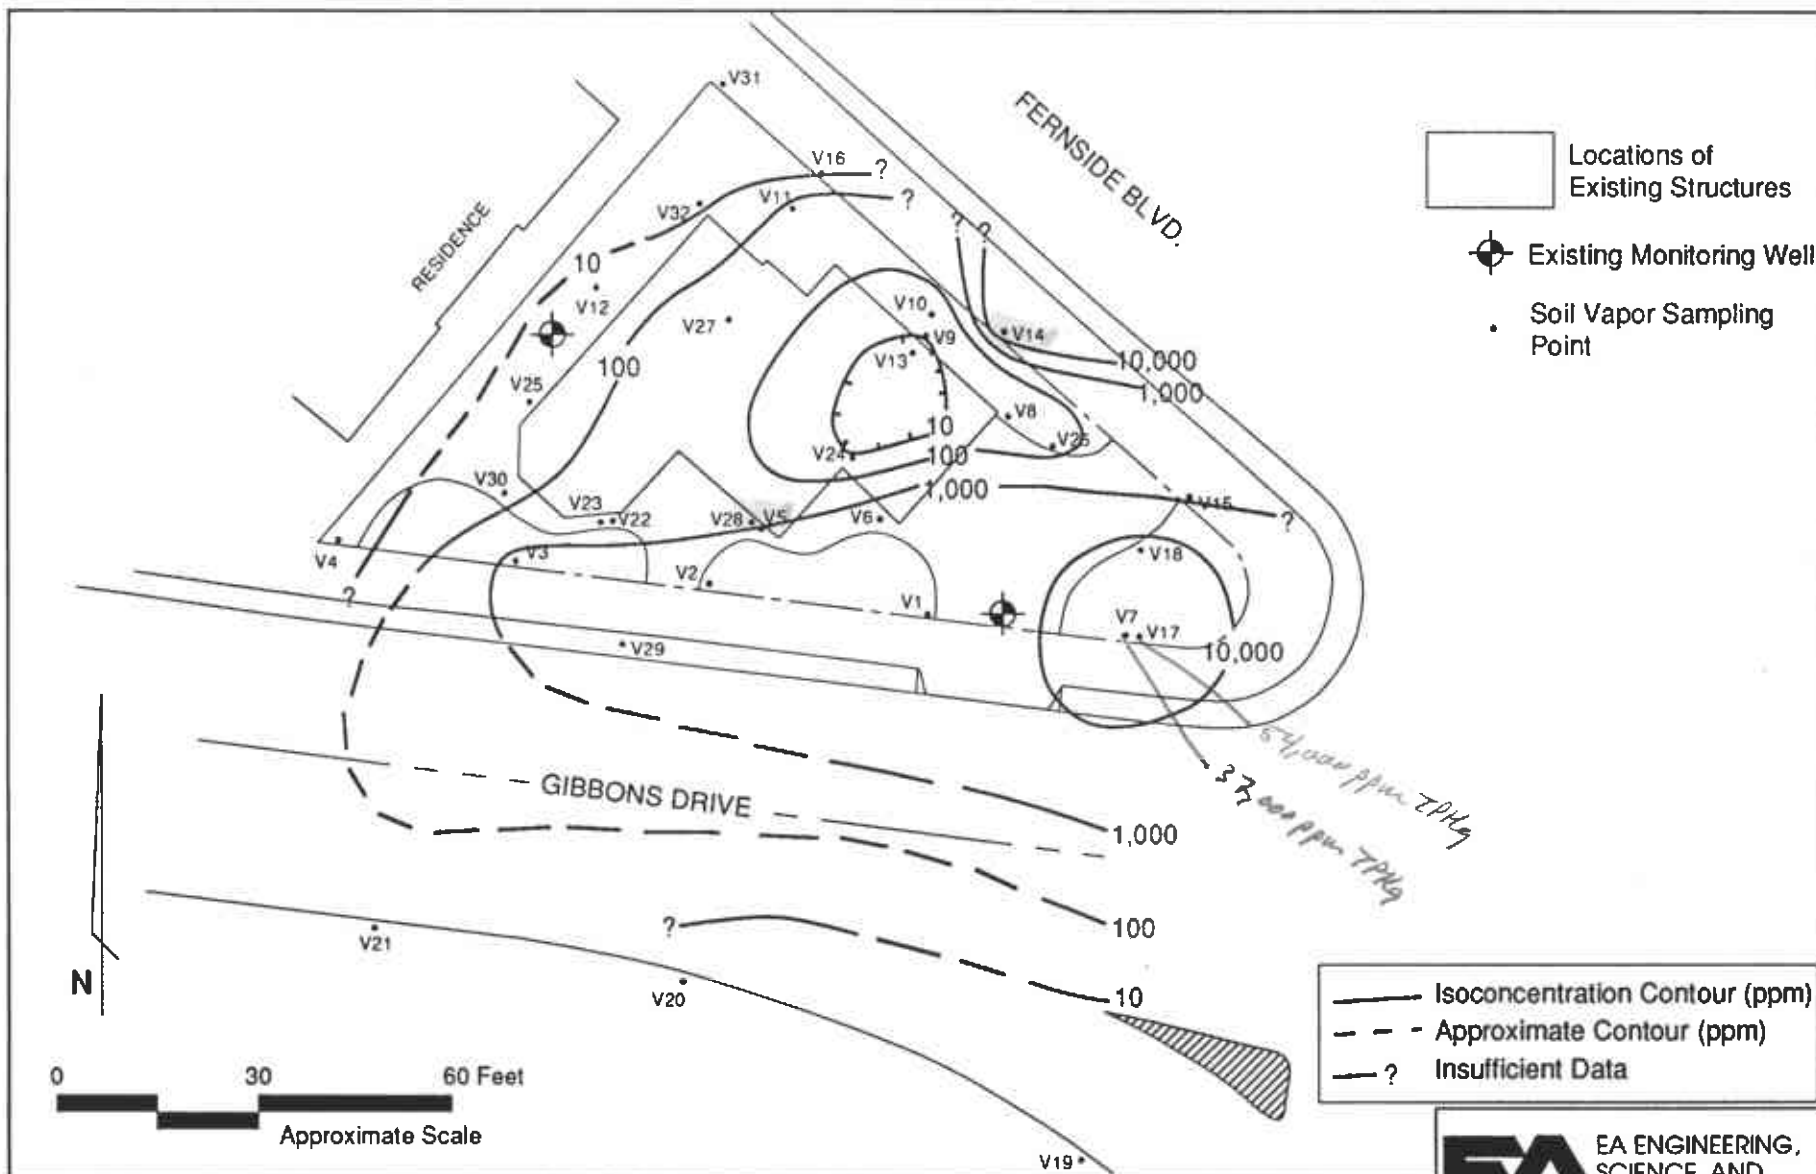 V31
FERNSIDE BLVD.
V16
?
V11
?
V32
? ?
RESIDENCE
10
V12
V10
V27
V9
V14
V13
10,000
1,000
100
V25
V8
10
V26
V24
100
1,000
V30
V15
?
V23
V22
V28
V5
V6
V4
V3
V18
V2
?
V1
V7
V17
10,000
V29
54,000 ppm TPHg
37,000 ppm TPHg
GIBBONS DRIVE
1,000
100
?
V21
10
V20
V19
N
0 30 60 Feet
Approximate Scale
Locations of
Existing Structures
Existing Monitoring Well
Soil Vapor Sampling
Point
Isoconcentration Contour (ppm)
Approximate Contour (ppm)
? Insufficient Data
EA
EA ENGINEERING,
SCIENCE, AND